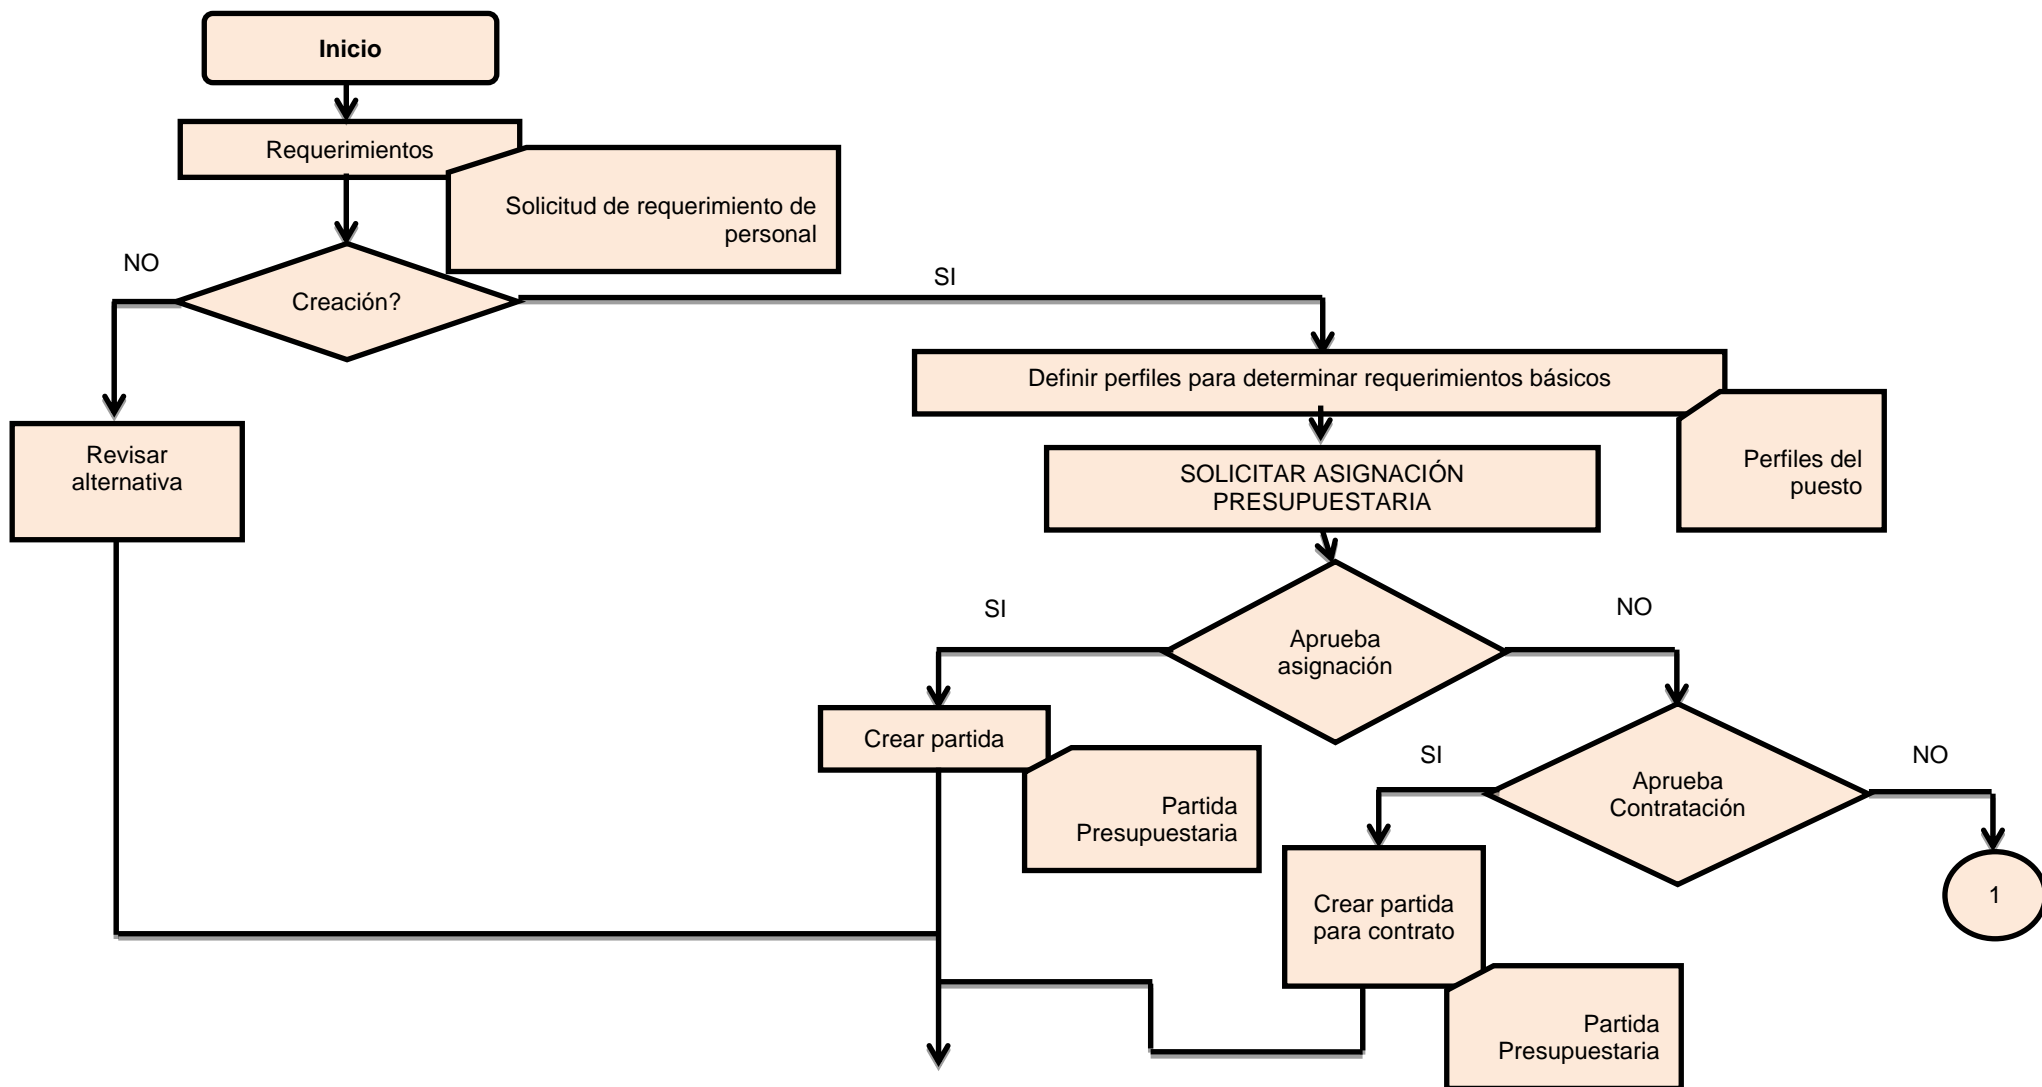 Inicio
Requerimientos
Solicitud de requerimiento de
personal
NO
SI
Creación?
Definir perfiles para determinar requerimientos básicos
Revisar
alternativa
Perfiles del
puesto
SOLICITAR ASIGNACIÓN
PRESUPUESTARIA
SI
NO
Aprueba
asignación
Crear partida
SI
NO
Aprueba
Contratación
Partida
Presupuestaria
Crear partida
para contrato
1
Partida
Presupuestaria